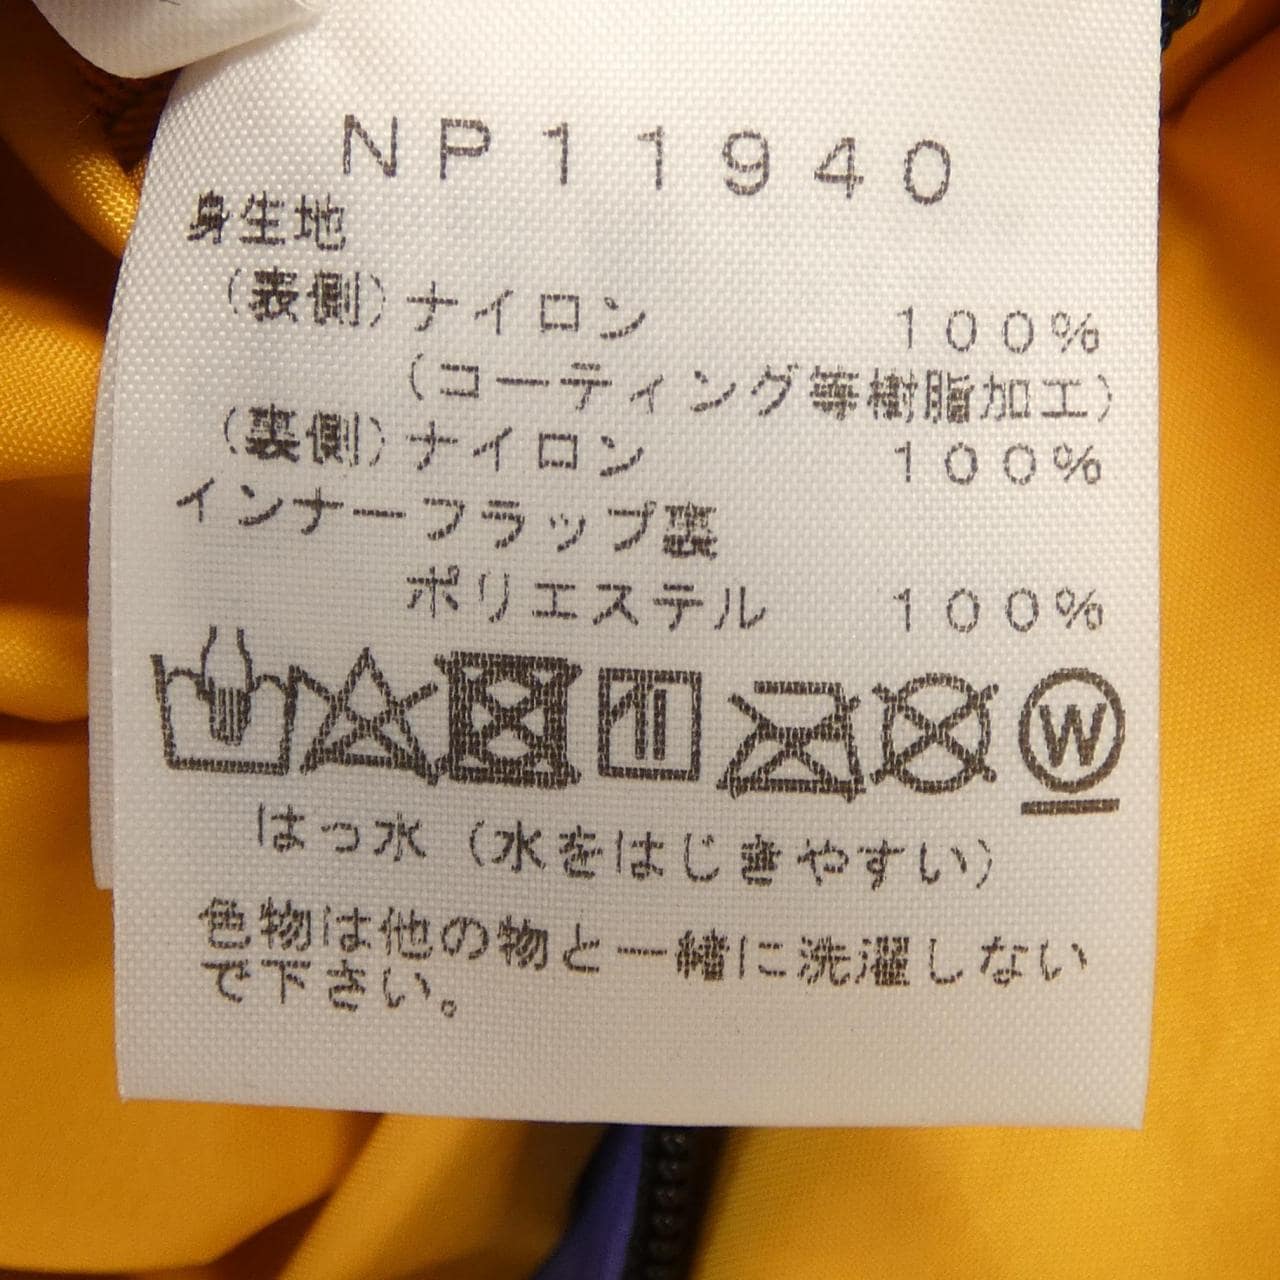 NP11940
身生地
(表側)ナイロン 100%
(コーティング等樹脂加工)
(裏側)ナイロン 100%
インナーフラップ裏
ポリエステル 100%
W
はっ水(水をはじきやすい)
色物は他の物と一緒に洗濯しない
で下さい。